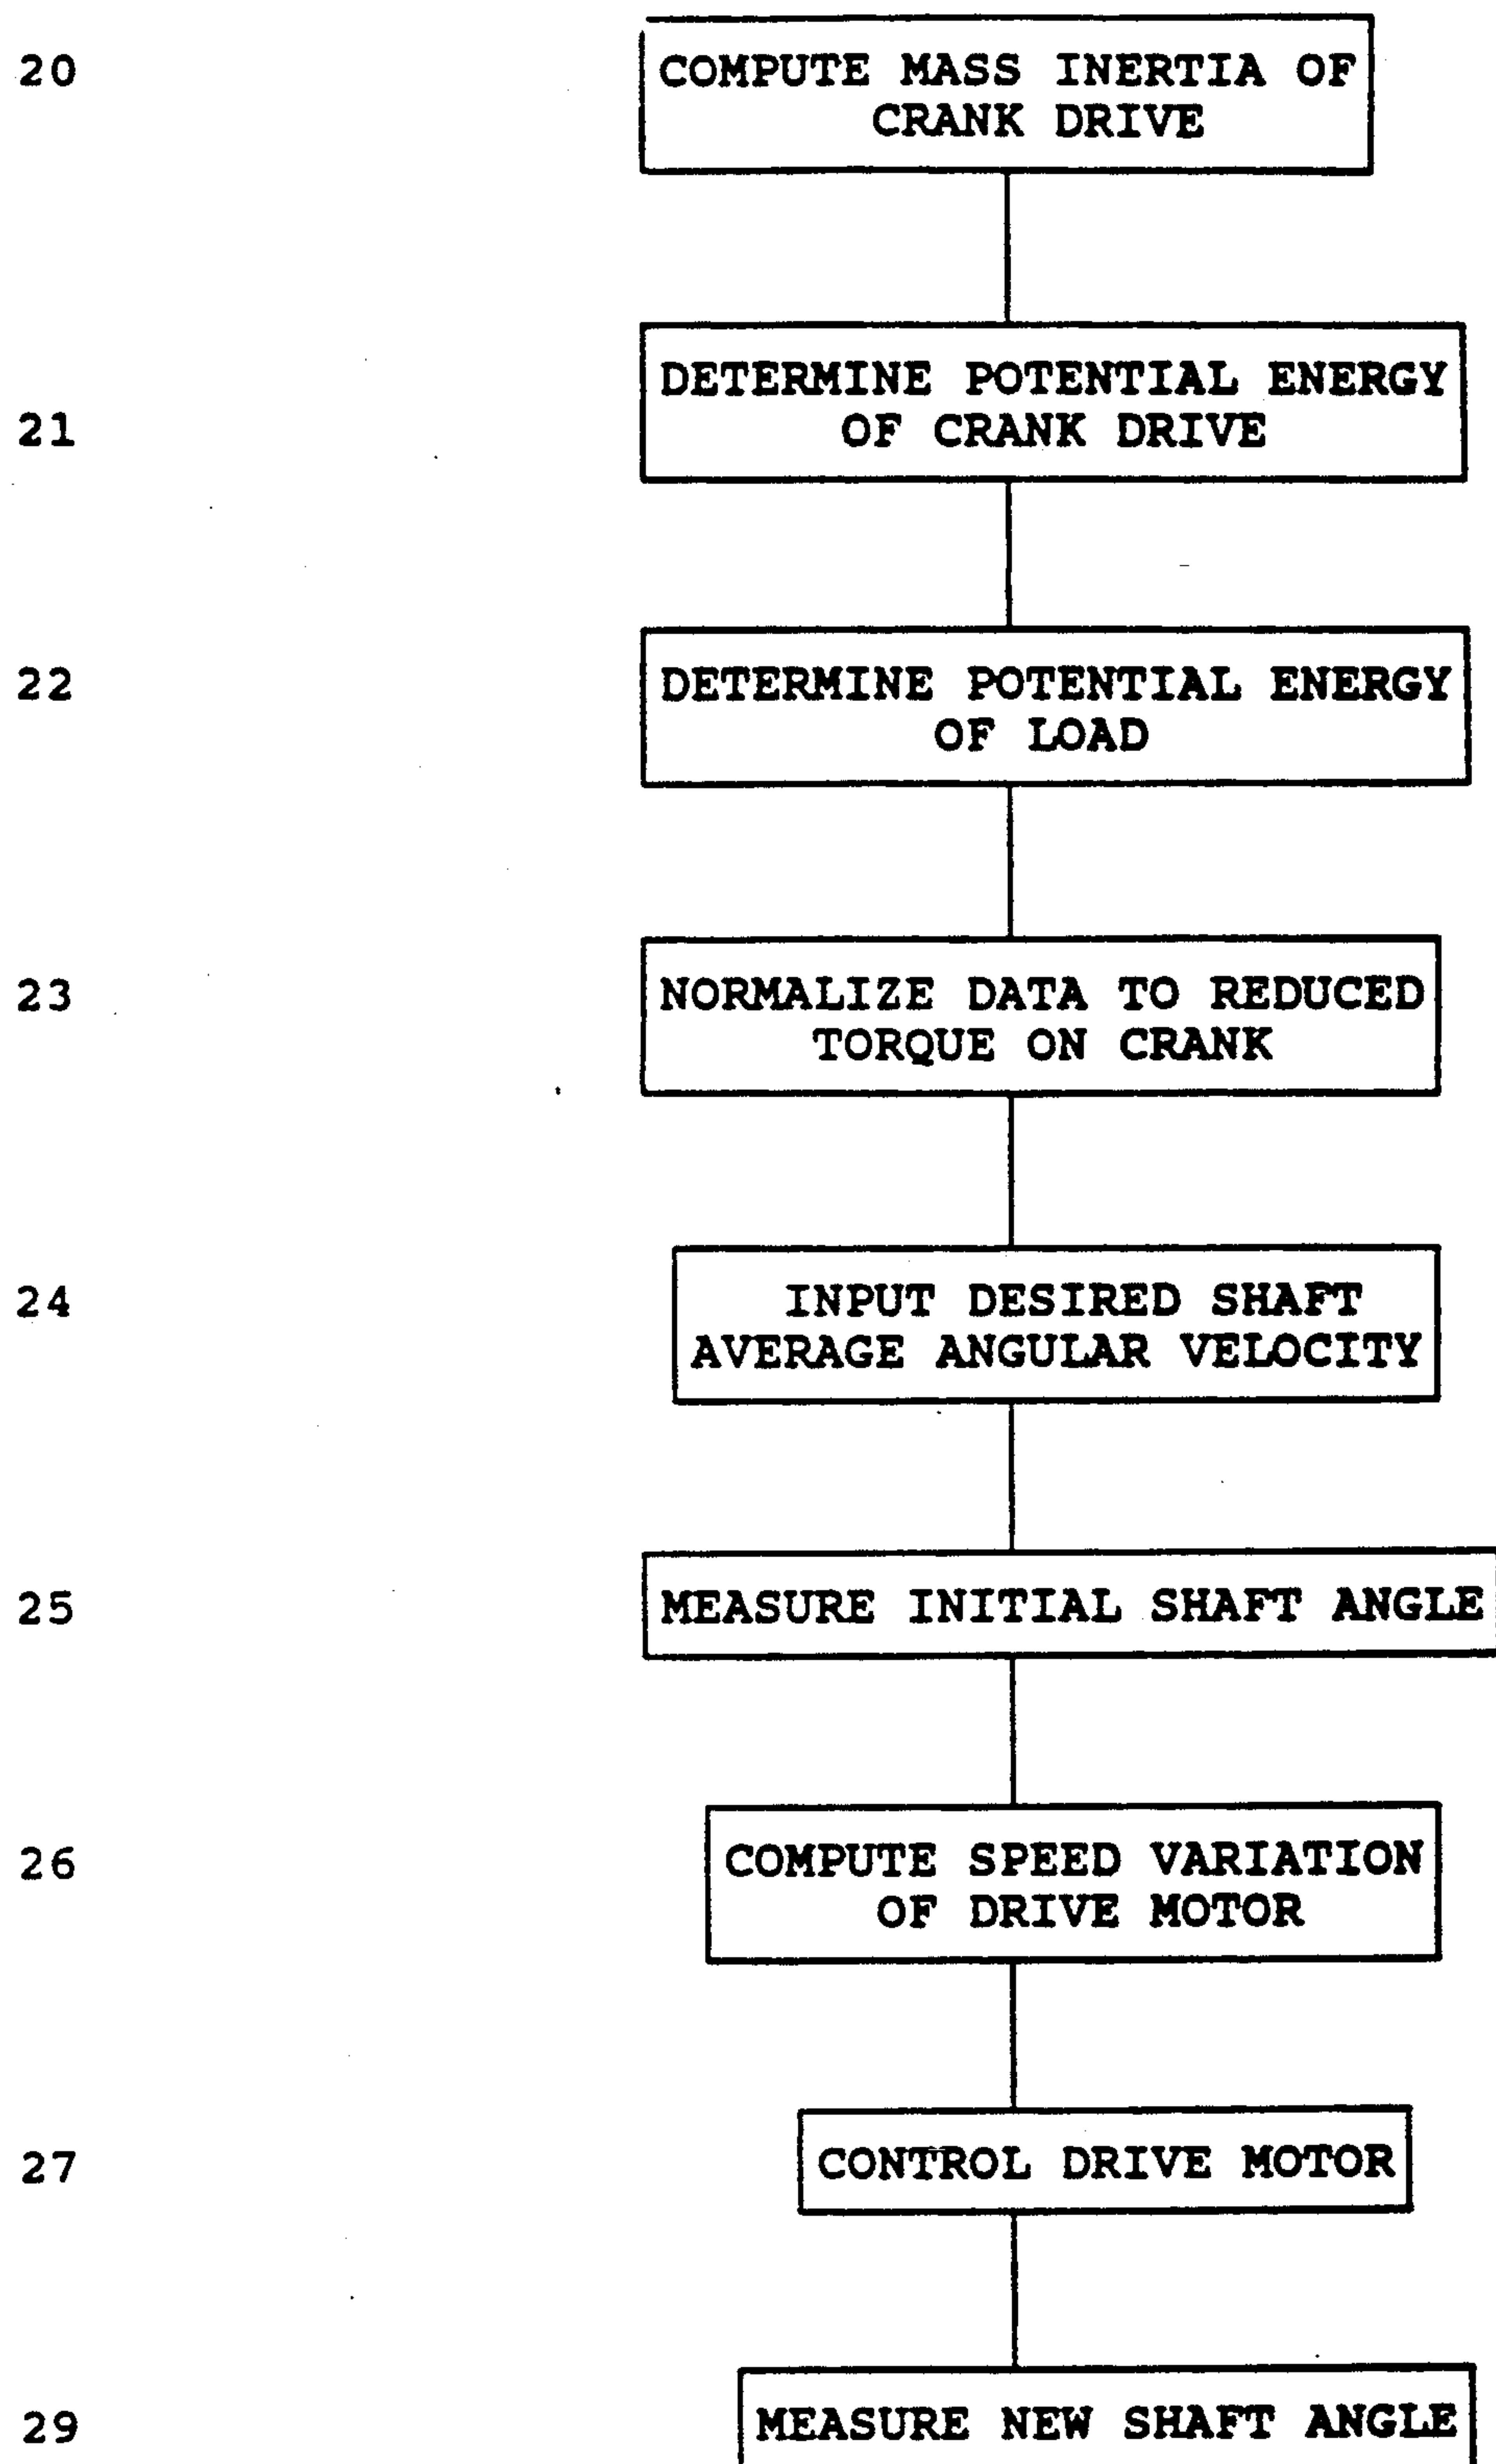 20
COMPUTE MASS INERTIA OF
CRANK DRIVE
21
DETERMINE POTENTIAL ENERGY
OF CRANK DRIVE
22
DETERMINE POTENTIAL ENERGY
OF LOAD
23
NORMALIZE DATA TO REDUCED
TORQUE ON CRANK
24
INPUT DESIRED SHAFT
AVERAGE ANGULAR VELOCITY
25
MEASURE INITIAL SHAFT ANGLE
26
COMPUTE SPEED VARIATION
OF DRIVE MOTOR
27
CONTROL DRIVE MOTOR
29
MEASURE NEW SHAFT ANGLE